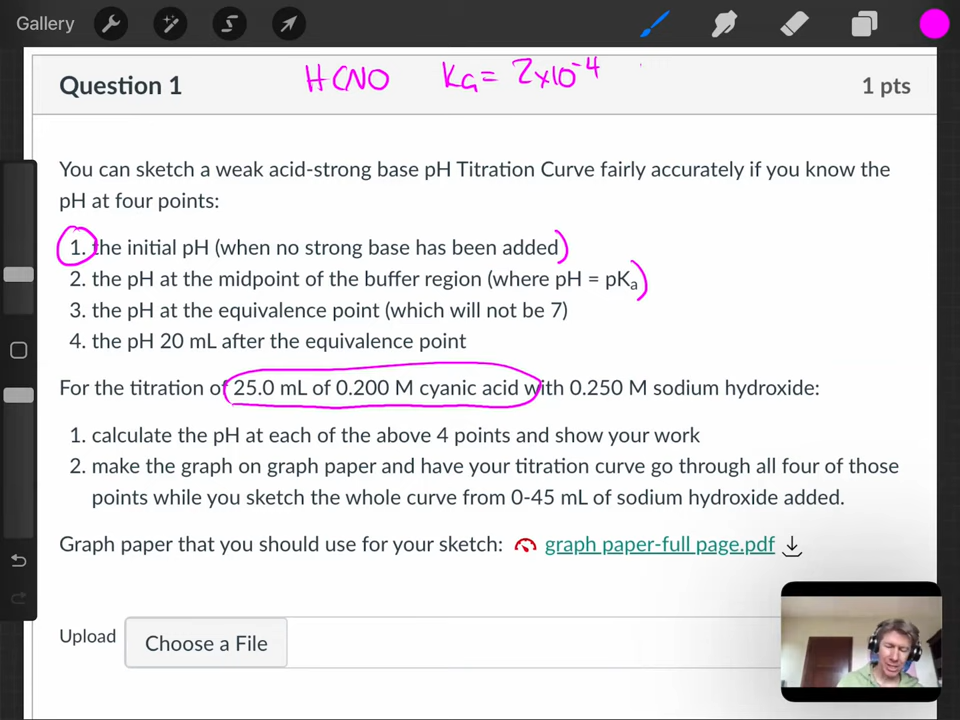 Gallery
HCNO Ka = 2x10-4
Question 1 1 pts
You can sketch a weak acid-strong base pH Titration Curve fairly accurately if you know the
pH at four points:
1. the initial pH (when no strong base has been added)
2. the pH at the midpoint of the buffer region (where pH = pKa)
3. the pH at the equivalence point (which will not be 7)
4. the pH 20 mL after the equivalence point
For the titration of 25.0 mL of 0.200 M cyanic acid with 0.250 M sodium hydroxide:
1. calculate the pH at each of the above 4 points and show your work
2. make the graph on graph paper and have your titration curve go through all four of those
points while you sketch the whole curve from 0-45 mL of sodium hydroxide added.
Graph paper that you should use for your sketch: graph paper-full page.pdf
Upload Choose a File